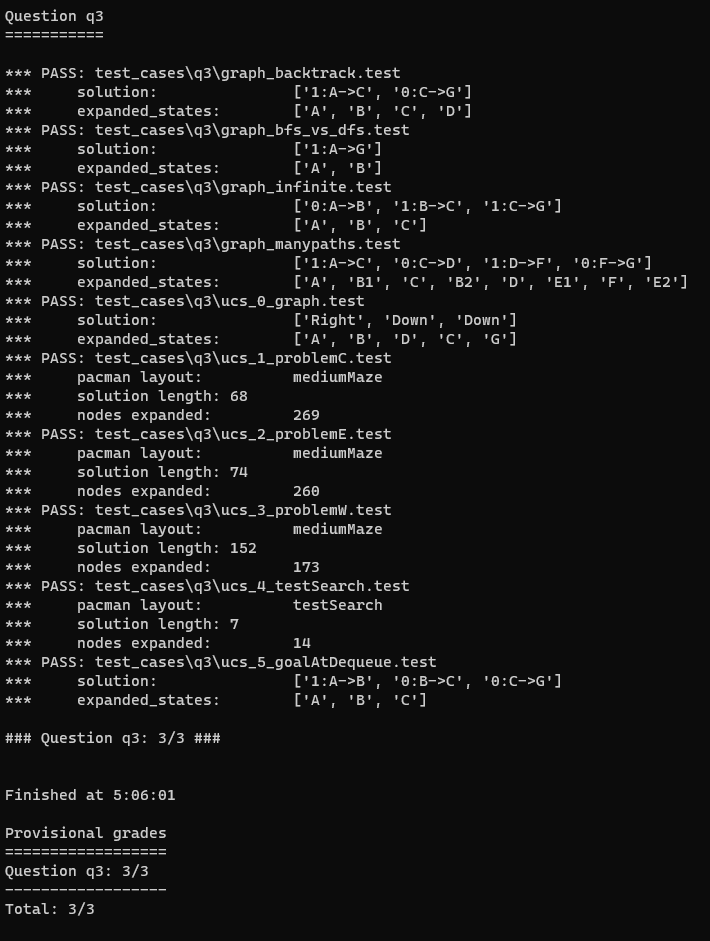 Question q3
===========
*** PASS: test_cases\q3\graph_backtrack.test
***     solution:               ['1:A->C', '0:C->G']
***     expanded_states:        ['A', 'B', 'C', 'D']
*** PASS: test_cases\q3\graph_bfs_vs_dfs.test
***     solution:               ['1:A->G']
***     expanded_states:        ['A', 'B']
*** PASS: test_cases\q3\graph_infinite.test
***     solution:               ['0:A->B', '1:B->C', '1:C->G']
***     expanded_states:        ['A', 'B', 'C']
*** PASS: test_cases\q3\graph_manypaths.test
***     solution:               ['1:A->C', '0:C->D', '1:D->F', '0:F->G']
***     expanded_states:        ['A', 'B1', 'C', 'B2', 'D', 'E1', 'F', 'E2']
*** PASS: test_cases\q3\ucs_0_graph.test
***     solution:               ['Right', 'Down', 'Down']
***     expanded_states:        ['A', 'B', 'D', 'C', 'G']
*** PASS: test_cases\q3\ucs_1_problemC.test
***     pacman layout:          mediumMaze
***     solution length: 68
***     nodes expanded:         269
*** PASS: test_cases\q3\ucs_2_problemE.test
***     pacman layout:          mediumMaze
***     solution length: 74
***     nodes expanded:         260
*** PASS: test_cases\q3\ucs_3_problemW.test
***     pacman layout:          mediumMaze
***     solution length: 152
***     nodes expanded:         173
*** PASS: test_cases\q3\ucs_4_testSearch.test
***     pacman layout:          testSearch
***     solution length: 7
***     nodes expanded:         14
*** PASS: test_cases\q3\ucs_5_goalAtDequeue.test
***     solution:               ['1:A->B', '0:B->C', '0:C->G']
***     expanded_states:        ['A', 'B', 'C']
### Question q3: 3/3 ###
Finished at 5:06:01
Provisional grades
==================
Question q3: 3/3
------------------
Total: 3/3